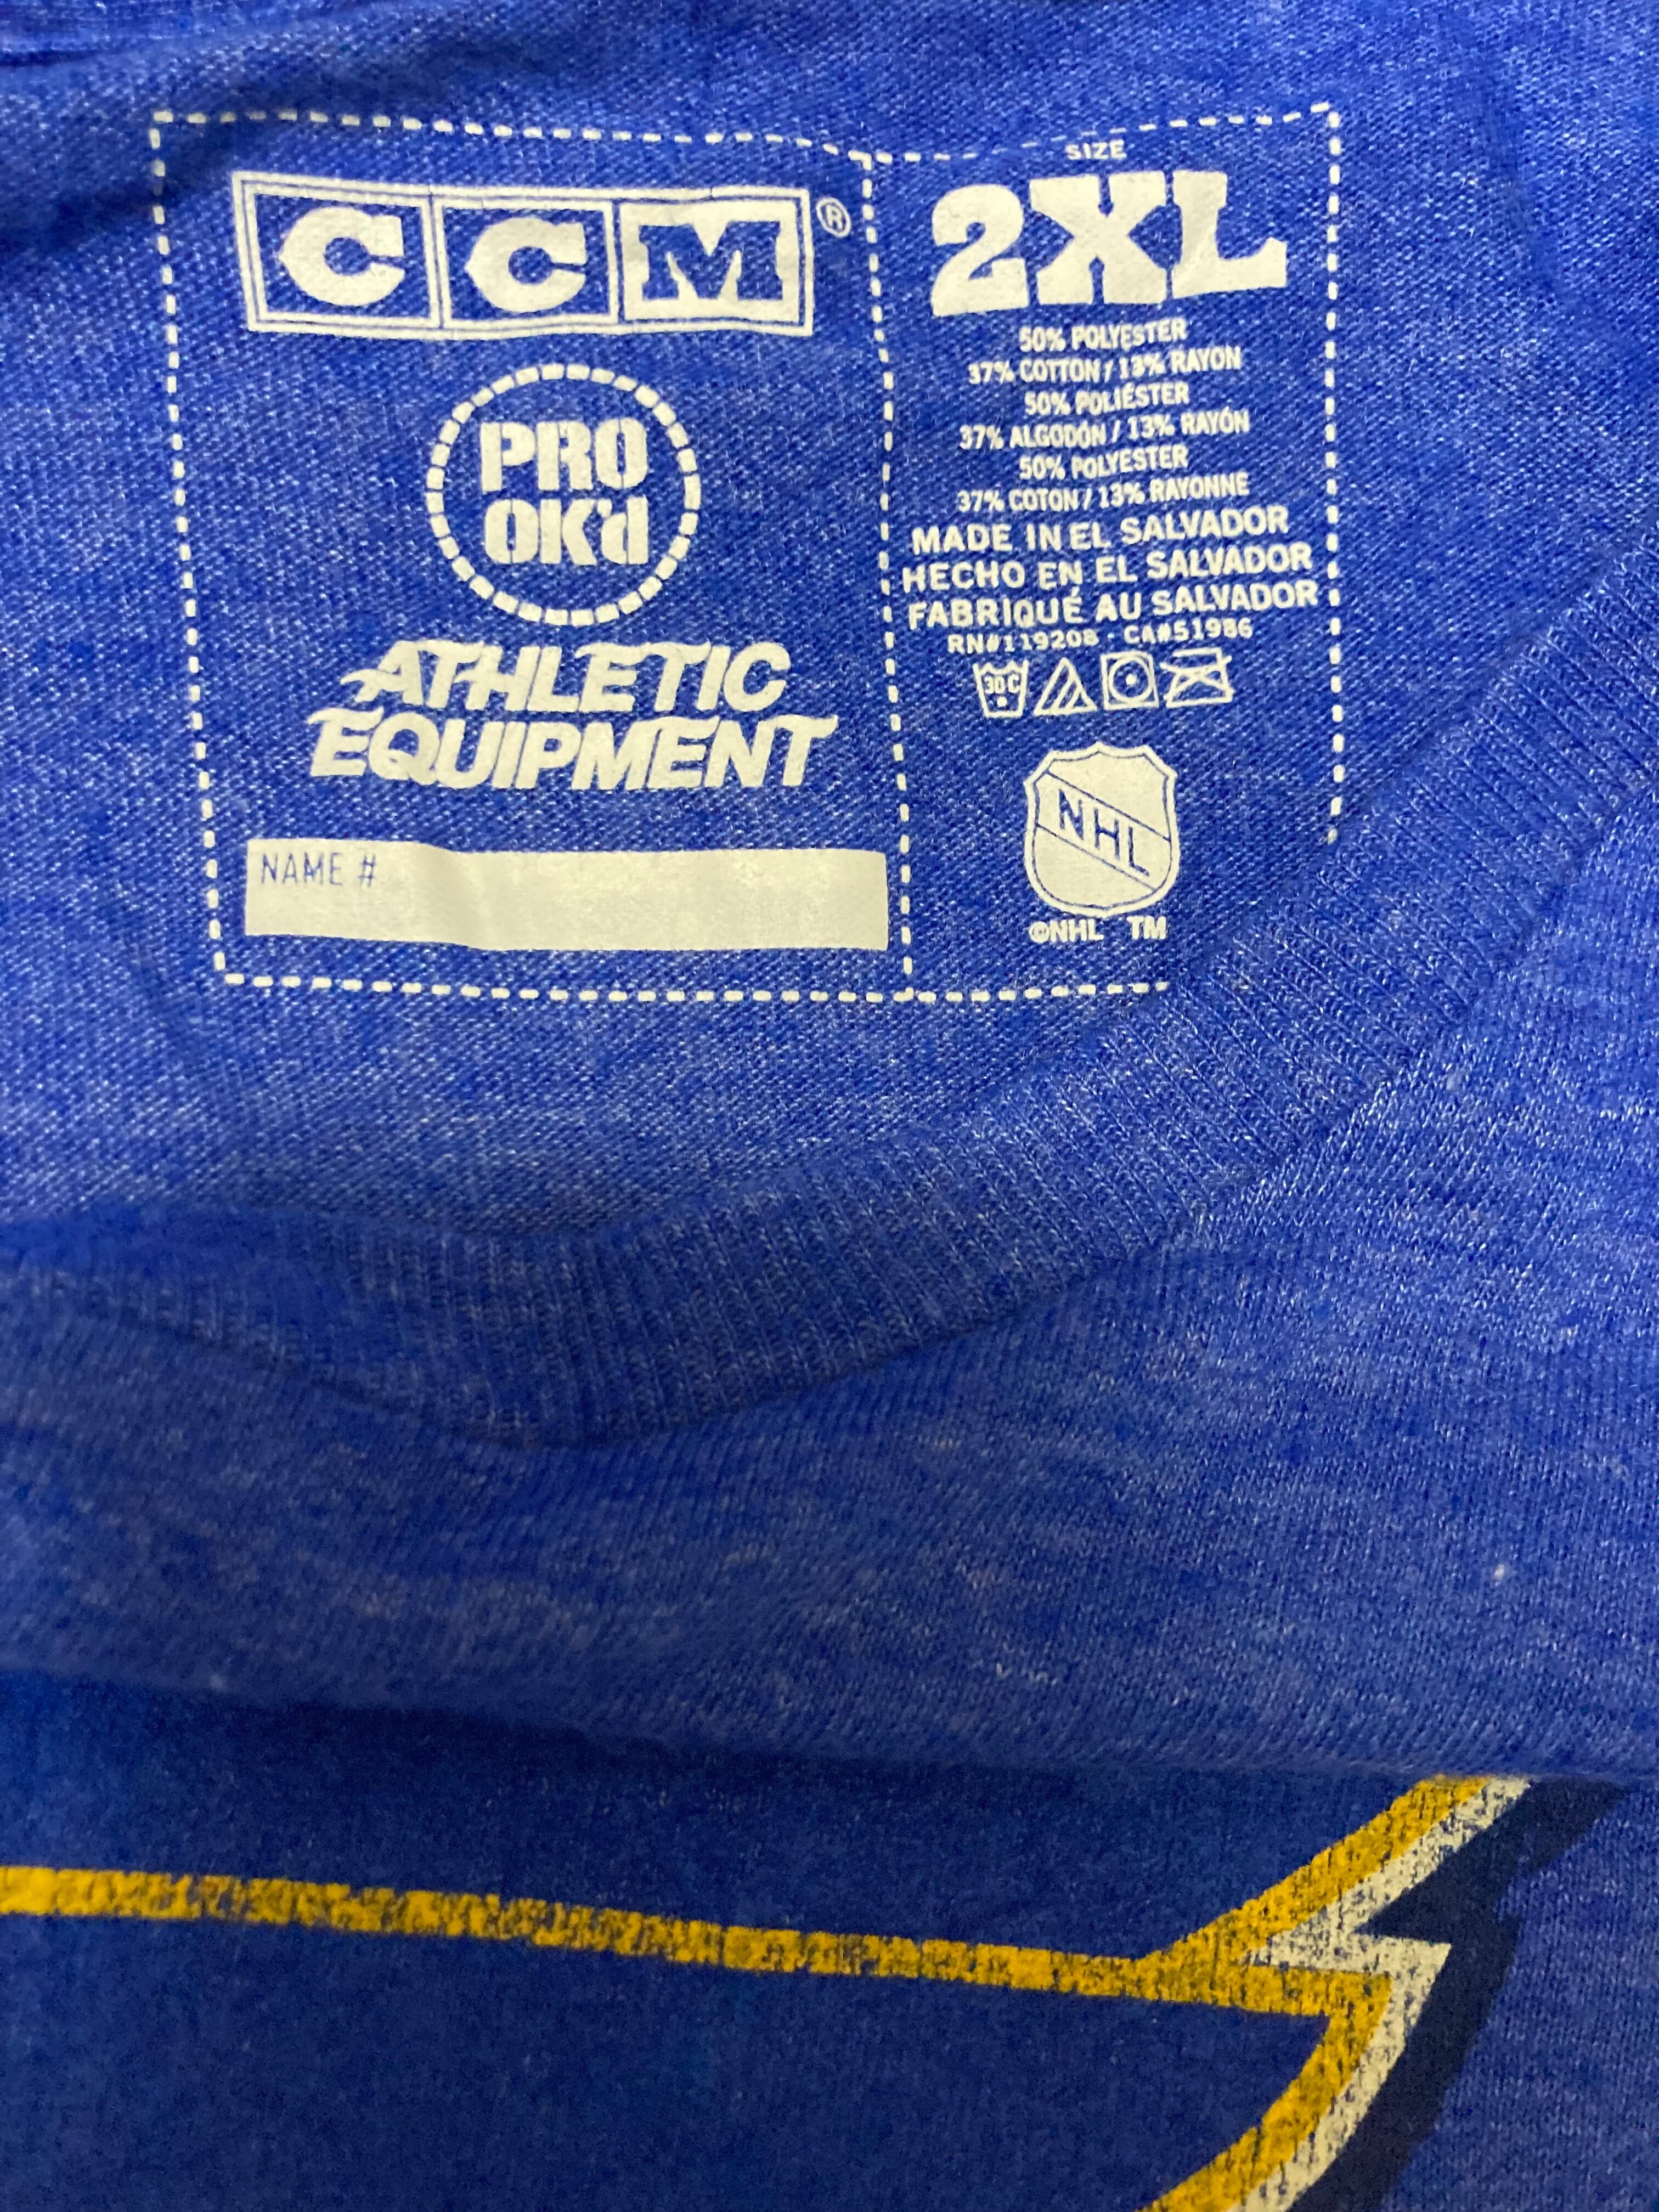 CCM®
PRO
OK'd
ATHLETIC
EQUIPMENT
NAME #
SIZE
2XL
50% POLYESTER
37% COTTON / 13% RAYON
50% POLIÉSTER
37% ALGODÓN / 13% RAYÓN
50% POLYESTER
37% COTON / 13% RAYONNE
MADE IN EL SALVADOR
HECHO EN EL SALVADOR
FABRIQUÉ AU SALVADOR
RN#119208 · CA#51986
30C
NHL
©NHL TM